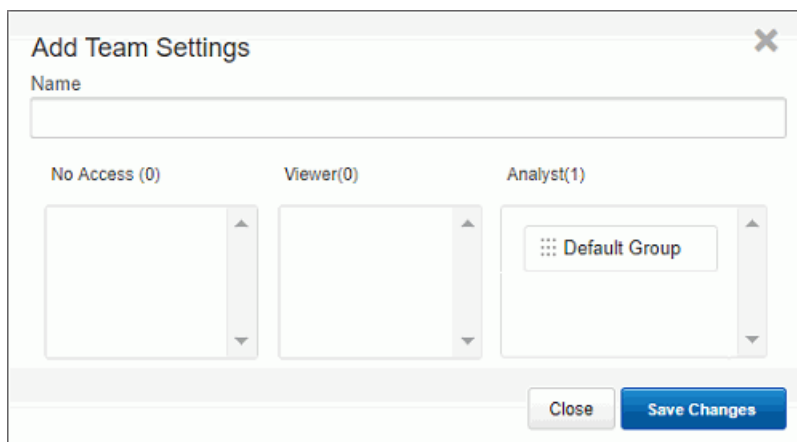 Add Team Settings
Name
No Access (0)
Viewer(0)
Analyst(1)
Default Group
Close
Save Changes